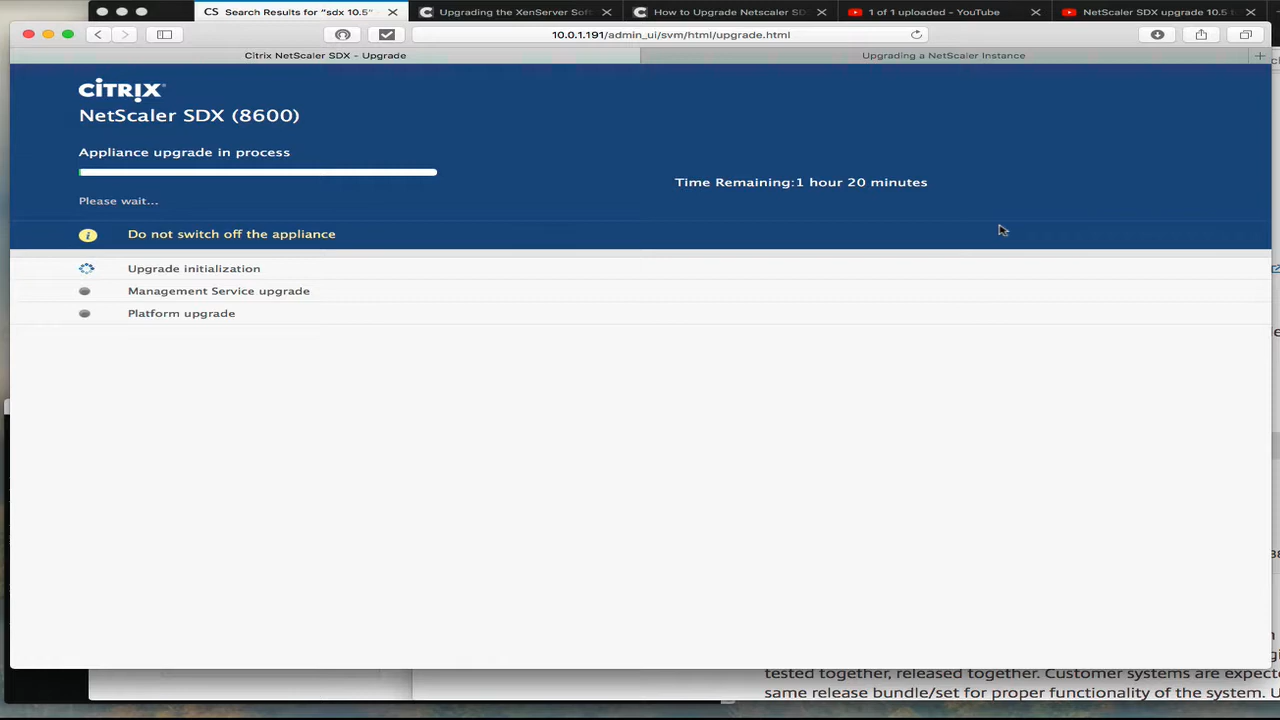 CS Search Results for "sdx 10.5"
Upgrading the XenServer Sof
How to Upgrade Netscaler SD
1 of 1 uploaded - YouTube
NetScaler SDX upgrade 10.5 t
10.0.1.191/admin_ui/svm/html/upgrade.html
Citrix NetScaler SDX - Upgrade
Upgrading a NetScaler Instance
CITRIX
NetScaler SDX (8600)
Appliance upgrade in process
Time Remaining:1 hour 20 minutes
Please wait...
Do not switch off the appliance
Upgrade initialization
Management Service upgrade
Platform upgrade
tested together, released together. Customer systems are expecte
same release bundle/set for proper functionality of the system. U